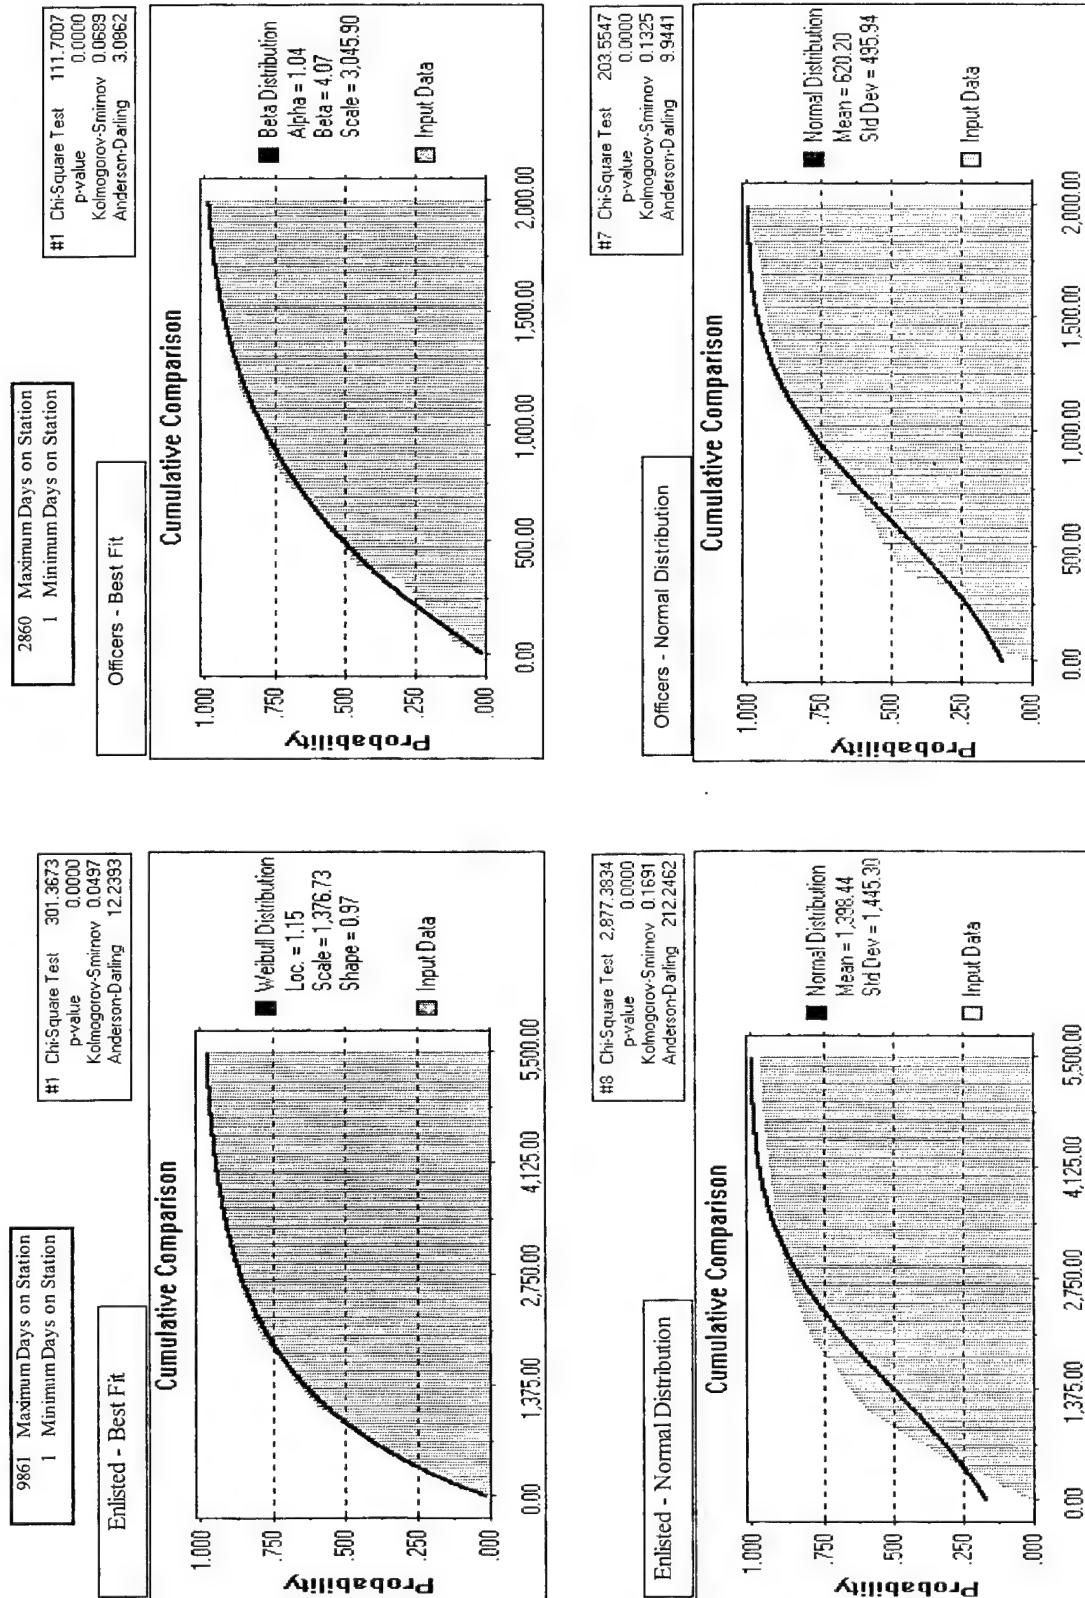 9861 Maximum Days on Station
1 Minimum Days on Station
Enlisted - Best Fit
#1 Chi-Square Test 301.3673
p-value 0.0000
Kolmogorov-Smirnov 0.0497
Anderson-Darling 12.2393
Cumulative Comparison
Probability
1.000
.750
.500
.250
.000
0.00 1,375.00 2,750.00 4,125.00 5,500.00
Weibull Distribution
Loc. = 1.15
Scale = 1,376.73
Shape = 0.97
Input Data
2860 Maximum Days on Station
1 Minimum Days on Station
Officers - Best Fit
#1 Chi-Square Test 111.7007
p-value 0.0000
Kolmogorov-Smirnov 0.0699
Anderson-Darling 3.0862
Cumulative Comparison
Probability
1.000
.750
.500
.250
.000
0.00 500.00 1,000.00 1,500.00 2,000.00
Beta Distribution
Alpha = 1.04
Beta = 4.07
Scale = 3,045.90
Input Data
Enlisted - Normal Distribution
#8 Chi-Square Test 2,877.3834
p-value 0.0000
Kolmogorov-Smirnov 0.1691
Anderson-Darling 212.2462
Cumulative Comparison
Probability
1.000
.750
.500
.250
.000
0.00 1,375.00 2,750.00 4,125.00 5,500.00
Normal Distribution
Mean = 1,398.44
Std Dev = 1,445.30
Input Data
Officers - Normal Distribution
#7 Chi-Square Test 203.5547
p-value 0.0000
Kolmogorov-Smirnov 0.1325
Anderson-Darling 9.9441
Cumulative Comparison
Probability
1.000
.750
.500
.250
.000
0.00 500.00 1,000.00 1,500.00 2,000.00
Normal Distribution
Mean = 620.20
Std Dev = 495.94
Input Data